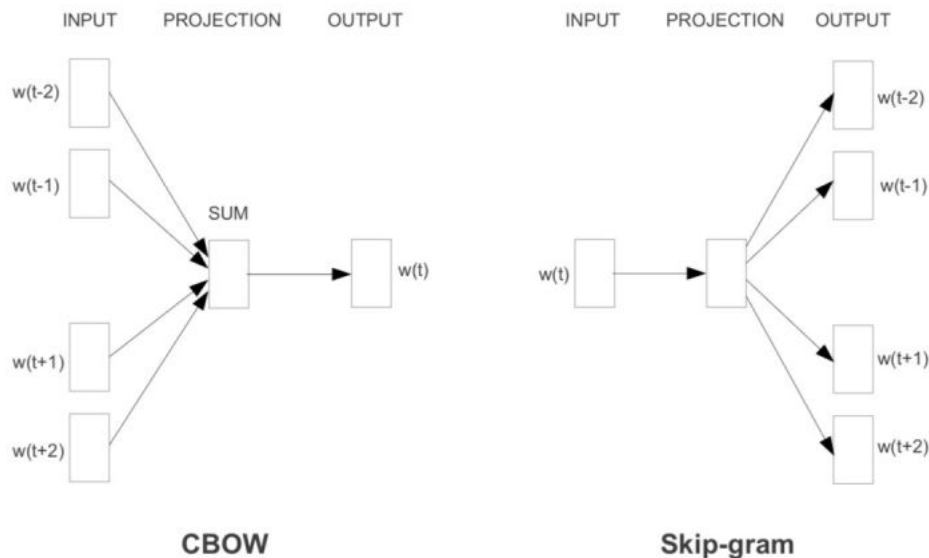 INPUT PROJECTION OUTPUT
w(t-2)
w(t-1)
SUM
w(t)
w(t+1)
w(t+2)
CBOW
INPUT PROJECTION OUTPUT
w(t-2)
w(t-1)
w(t)
w(t+1)
w(t+2)
Skip-gram